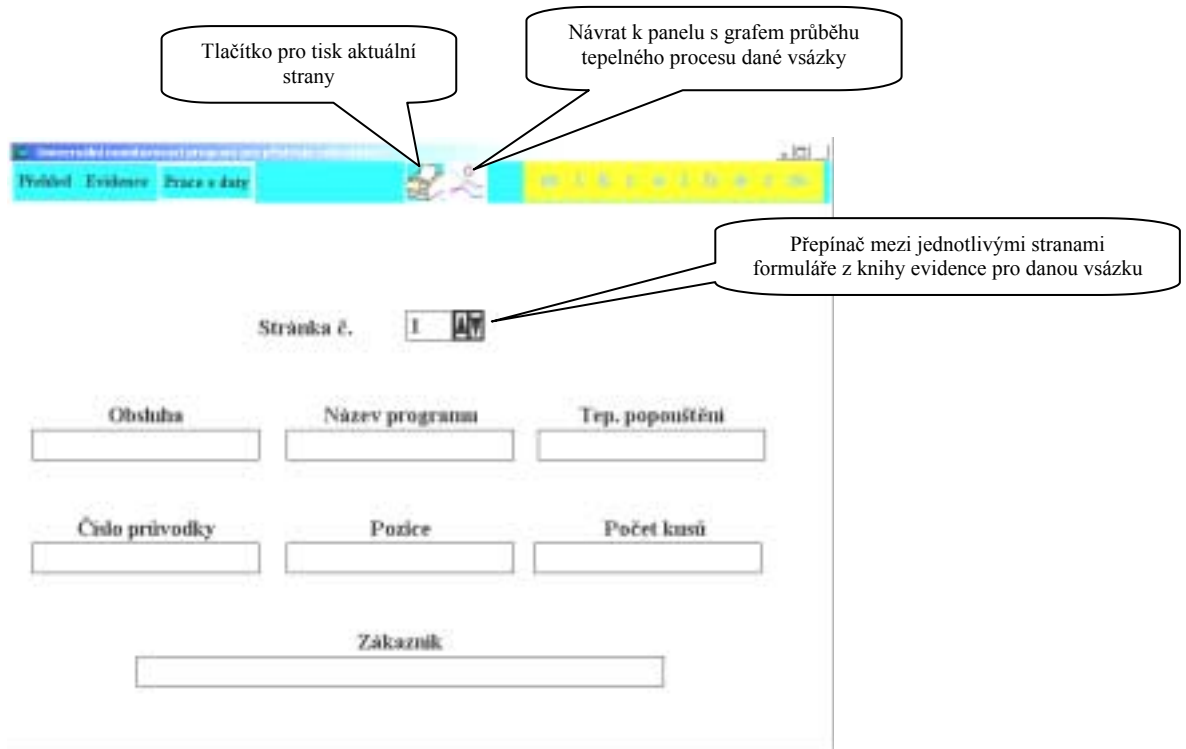 Tlačítko pro tisk aktuální
strany
Návrat k panelu s grafem průběhu
tepelného procesu dané vsázky
Přehled Evidence Práce s daty
m i k r o t h e r m
Přepínač mezi jednotlivými stranami
formuláře z knihy evidence pro danou vsázku
Stránka č. 1
Obsluha Název programu Tep. popouštění
Číslo průvodky Pozice Počet kusů
Zákazník